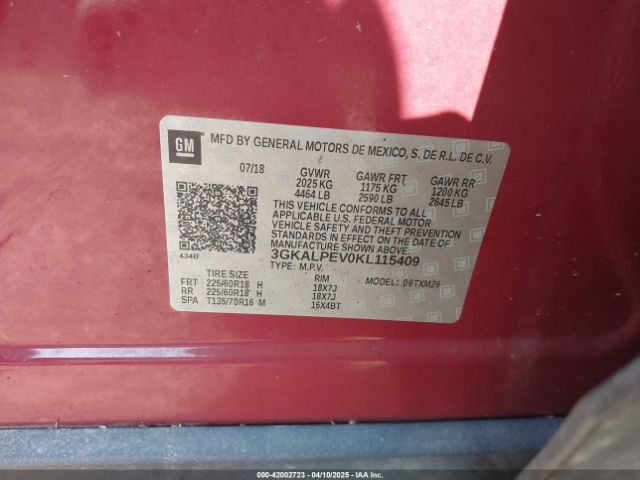 GM
MFD BY GENERAL MOTORS DE MEXICO, S. DE R.L. DE C.V.
07/18 GVWR GAWR FRT GAWR RR
2025 KG 1175 KG 1200 KG
4464 LB 2590 LB 2645 LB
THIS VEHICLE CONFORMS TO ALL
APPLICABLE U.S. FEDERAL MOTOR
VEHICLE SAFETY AND THEFT PREVENTION
STANDARDS IN EFFECT ON THE DATE OF
MANUFACTURE SHOWN ABOVE.
434B 3GKALPEV0KL115409
TYPE: M.P.V.
TIRE SIZE RIM MODEL: 09TXM26
FRT 225/60R18 H 18X7J
RR 225/60R18 H 18X7J
SPA T135/70R16 M 16X4BT
000-42002723 - 04/10/2025 - IAAI.COM